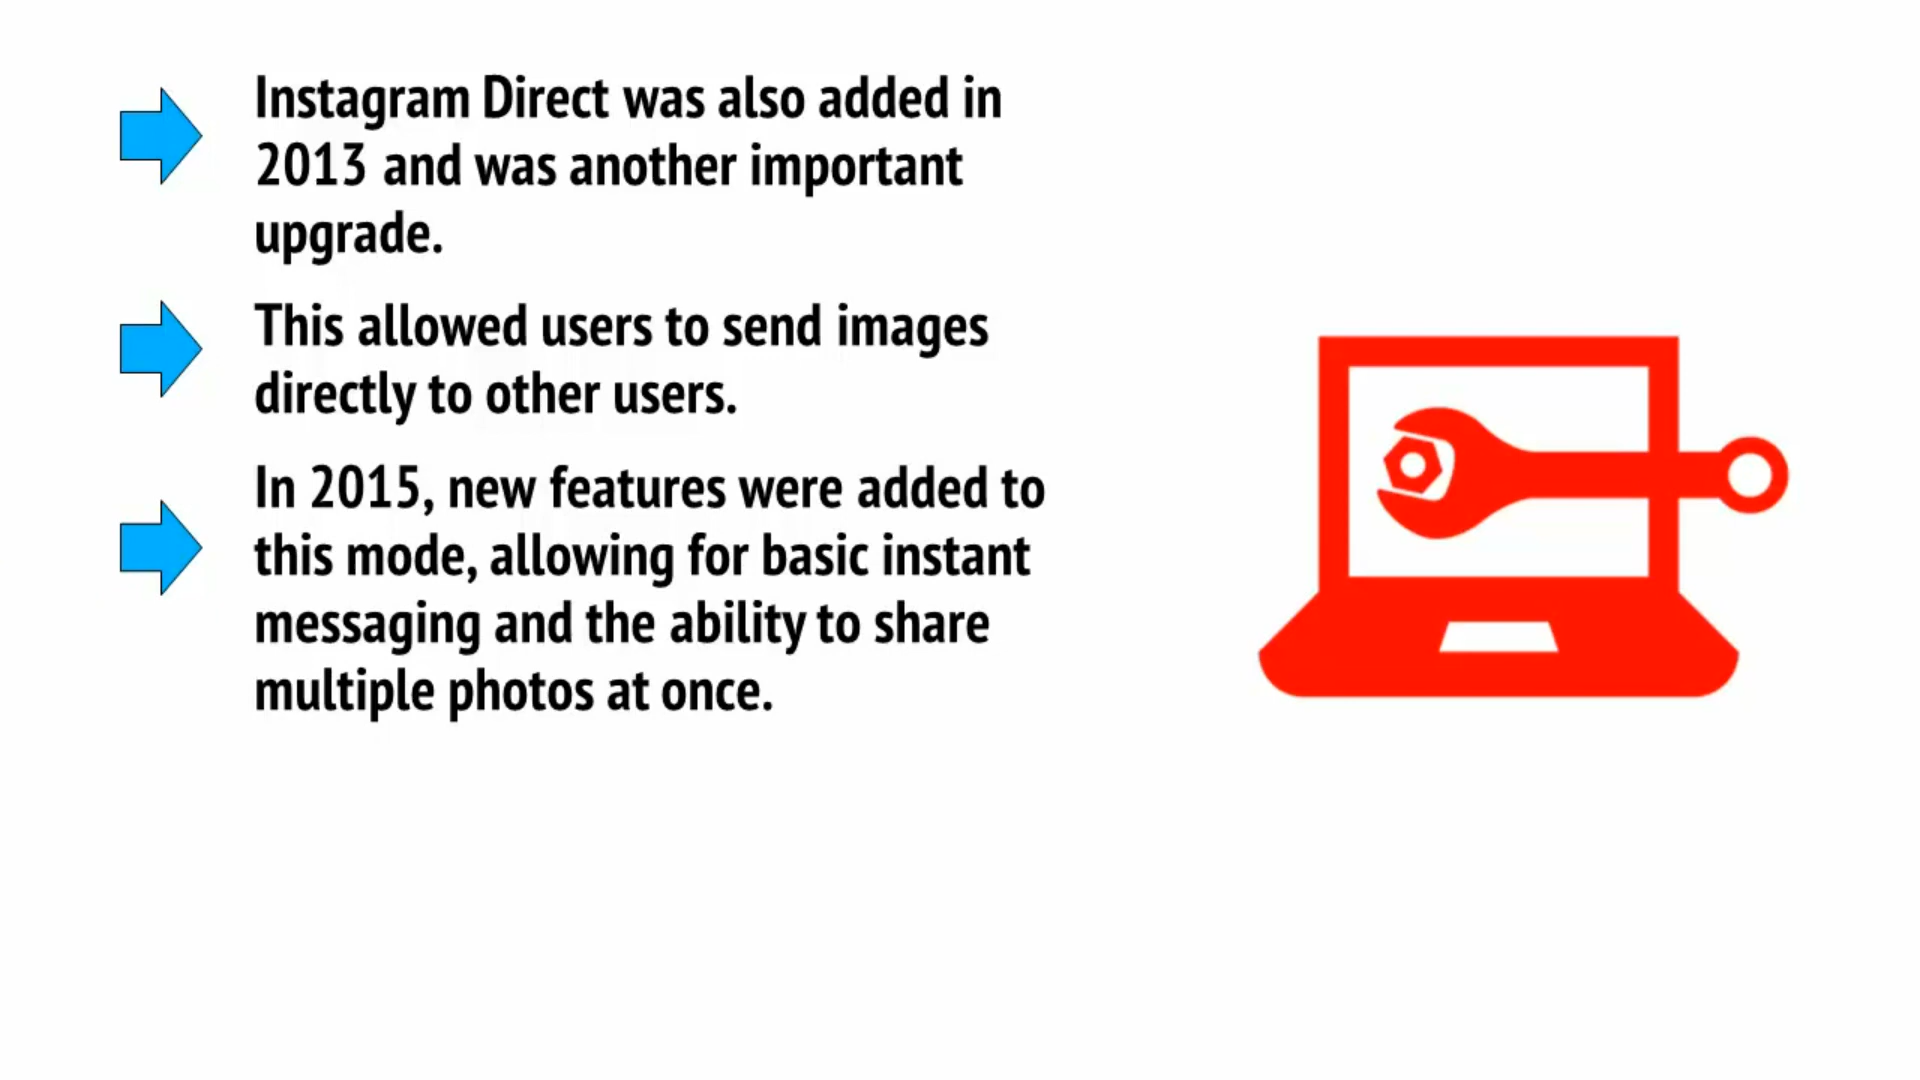 Instagram Direct was also added in
2013 and was another important
upgrade.
This allowed users to send images
directly to other users.
In 2015, new features were added to
this mode, allowing for basic instant
messaging and the ability to share
multiple photos at once.